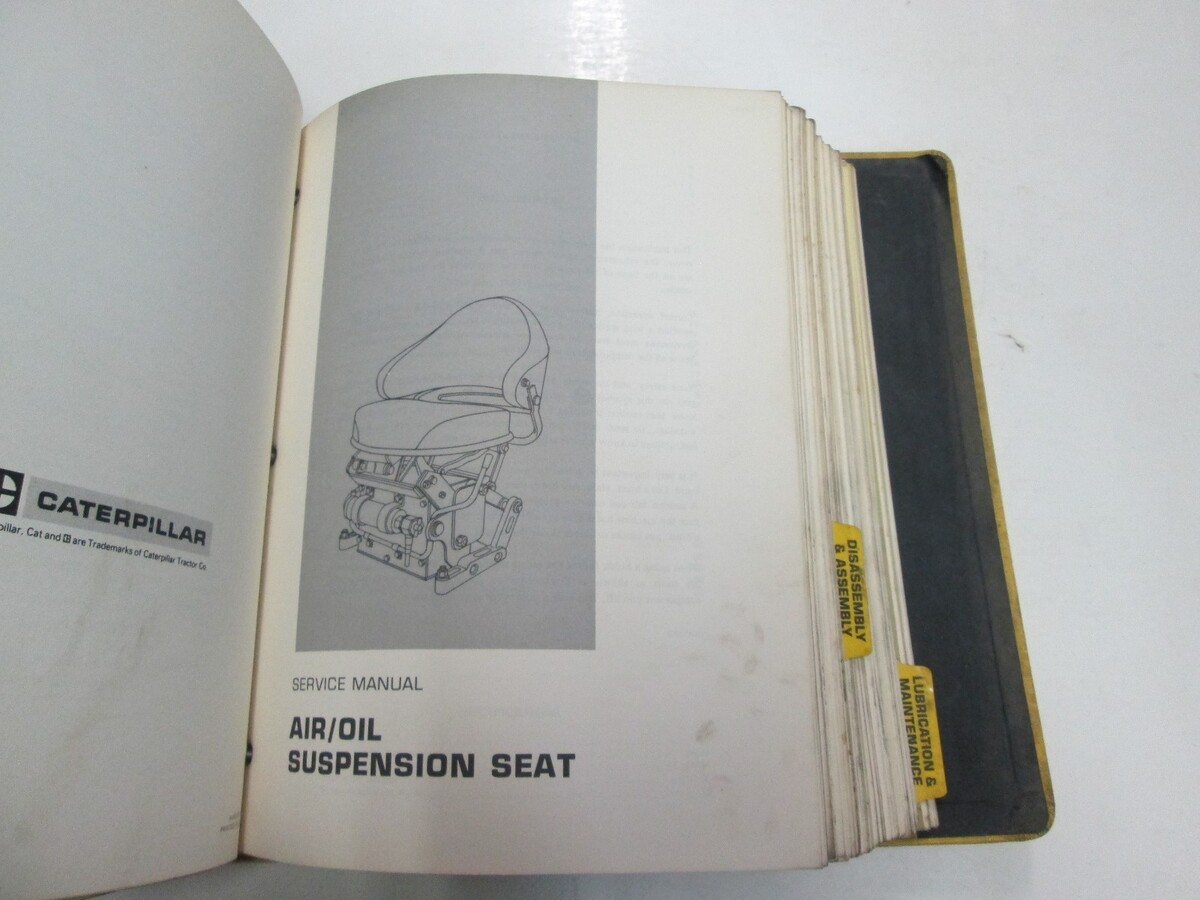 CATERPILLAR
pillar, Cat and are Trademarks of Caterpillar Tractor Co.
SERVICE MANUAL
AIR/OIL
SUSPENSION SEAT
DISASSEMBLY
& ASSEMBLY
LUBRICATION &
MAINTENANCE